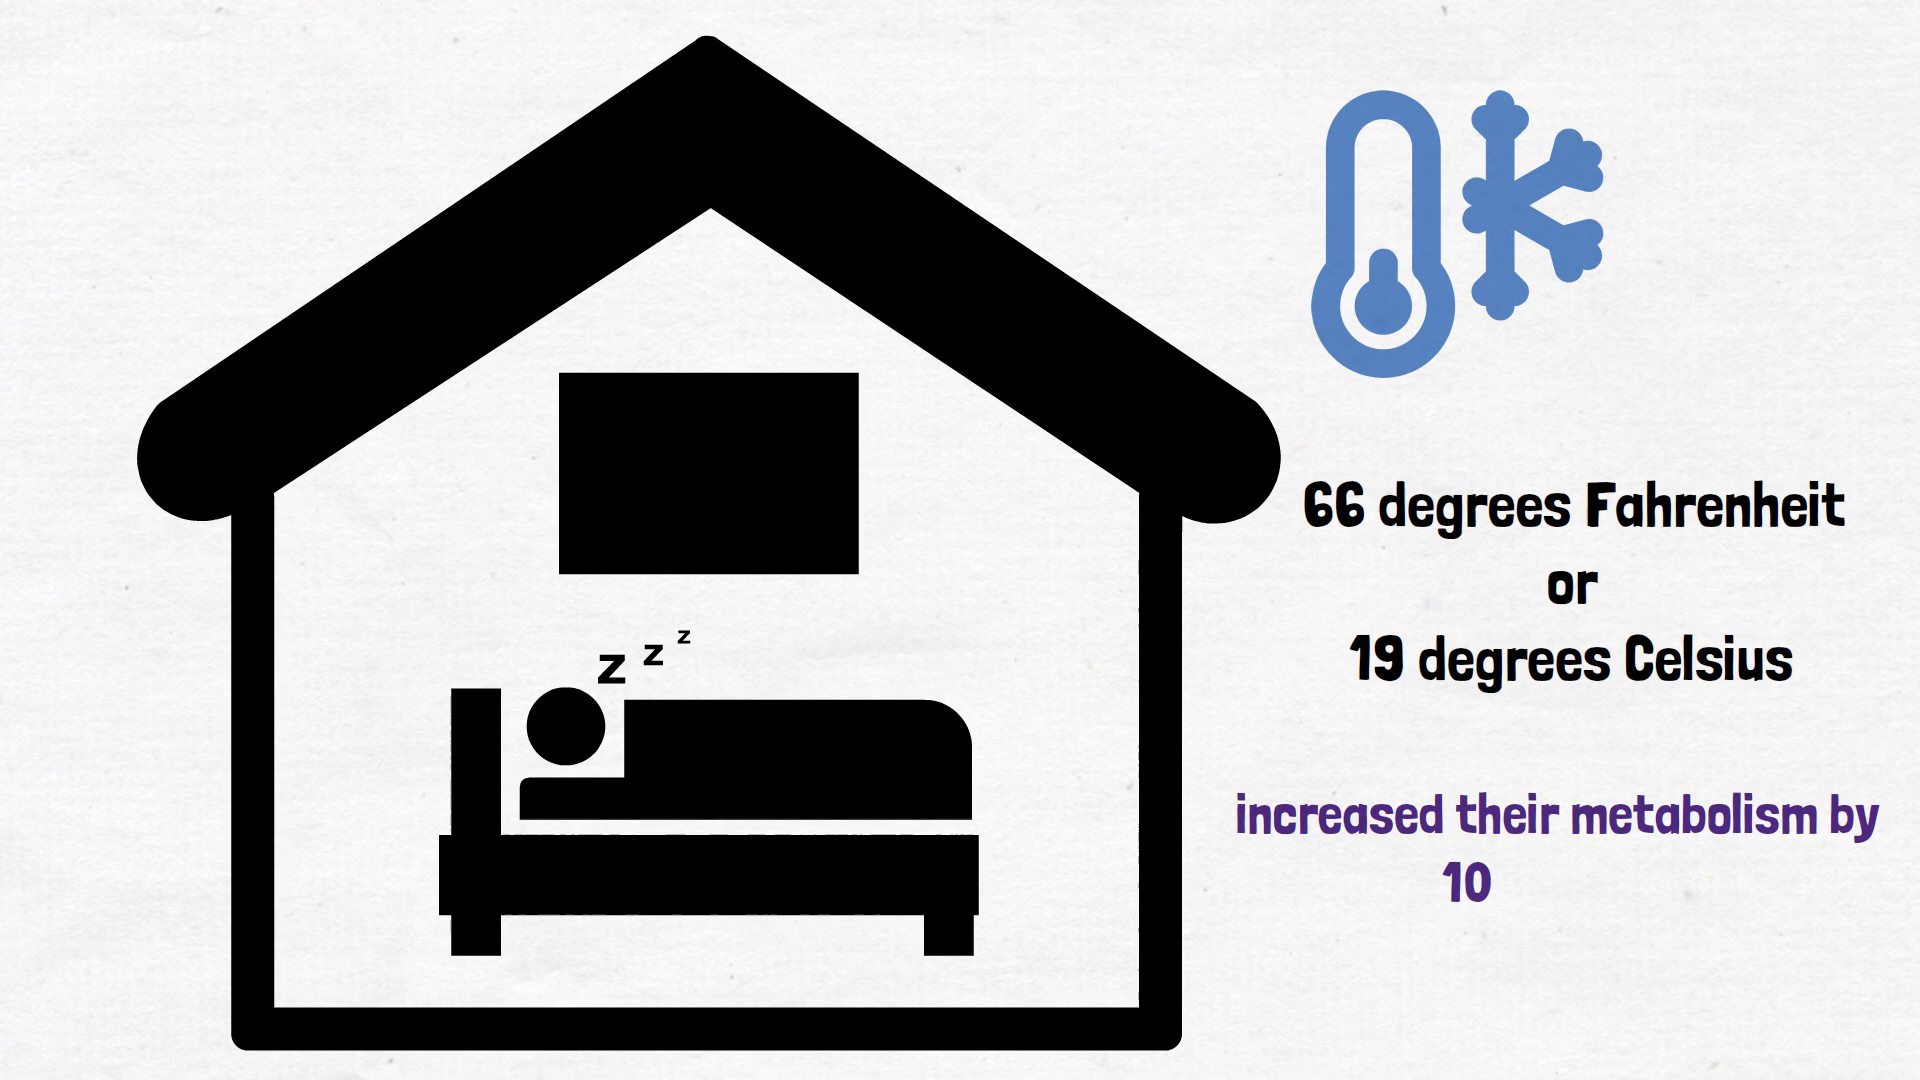 z z z
66 degrees Fahrenheit
or
19 degrees Celsius
increased their metabolism by
10